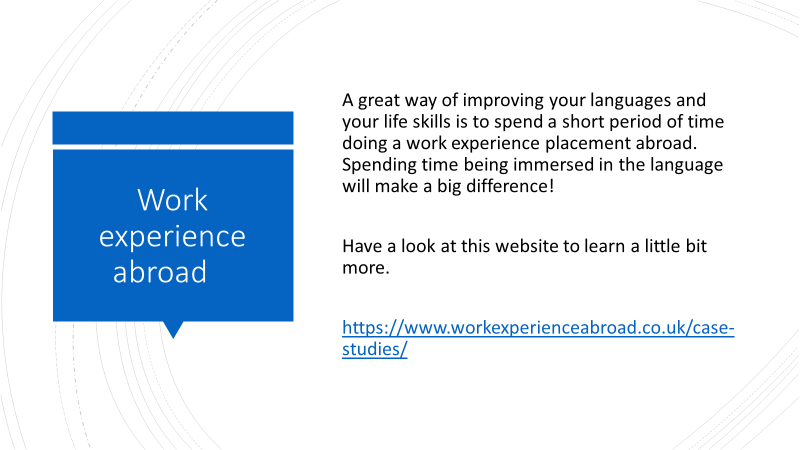 Work
experience
abroad
A great way of improving your languages and
your life skills is to spend a short period of time
doing a work experience placement abroad.
Spending time being immersed in the language
will make a big difference!
Have a look at this website to learn a little bit
more.
https://www.workexperienceabroad.co.uk/case-
studies/